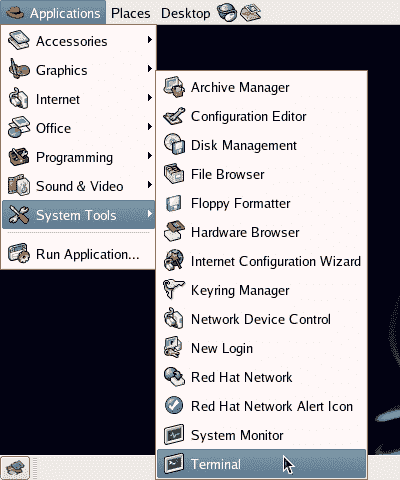 Applications Places Desktop
Accessories
Graphics
Internet
Office
Programming
Sound & Video
System Tools
Run Application...
Archive Manager
Configuration Editor
Disk Management
File Browser
Floppy Formatter
Hardware Browser
Internet Configuration Wizard
Keyring Manager
Network Device Control
New Login
Red Hat Network
Red Hat Network Alert Icon
System Monitor
Terminal